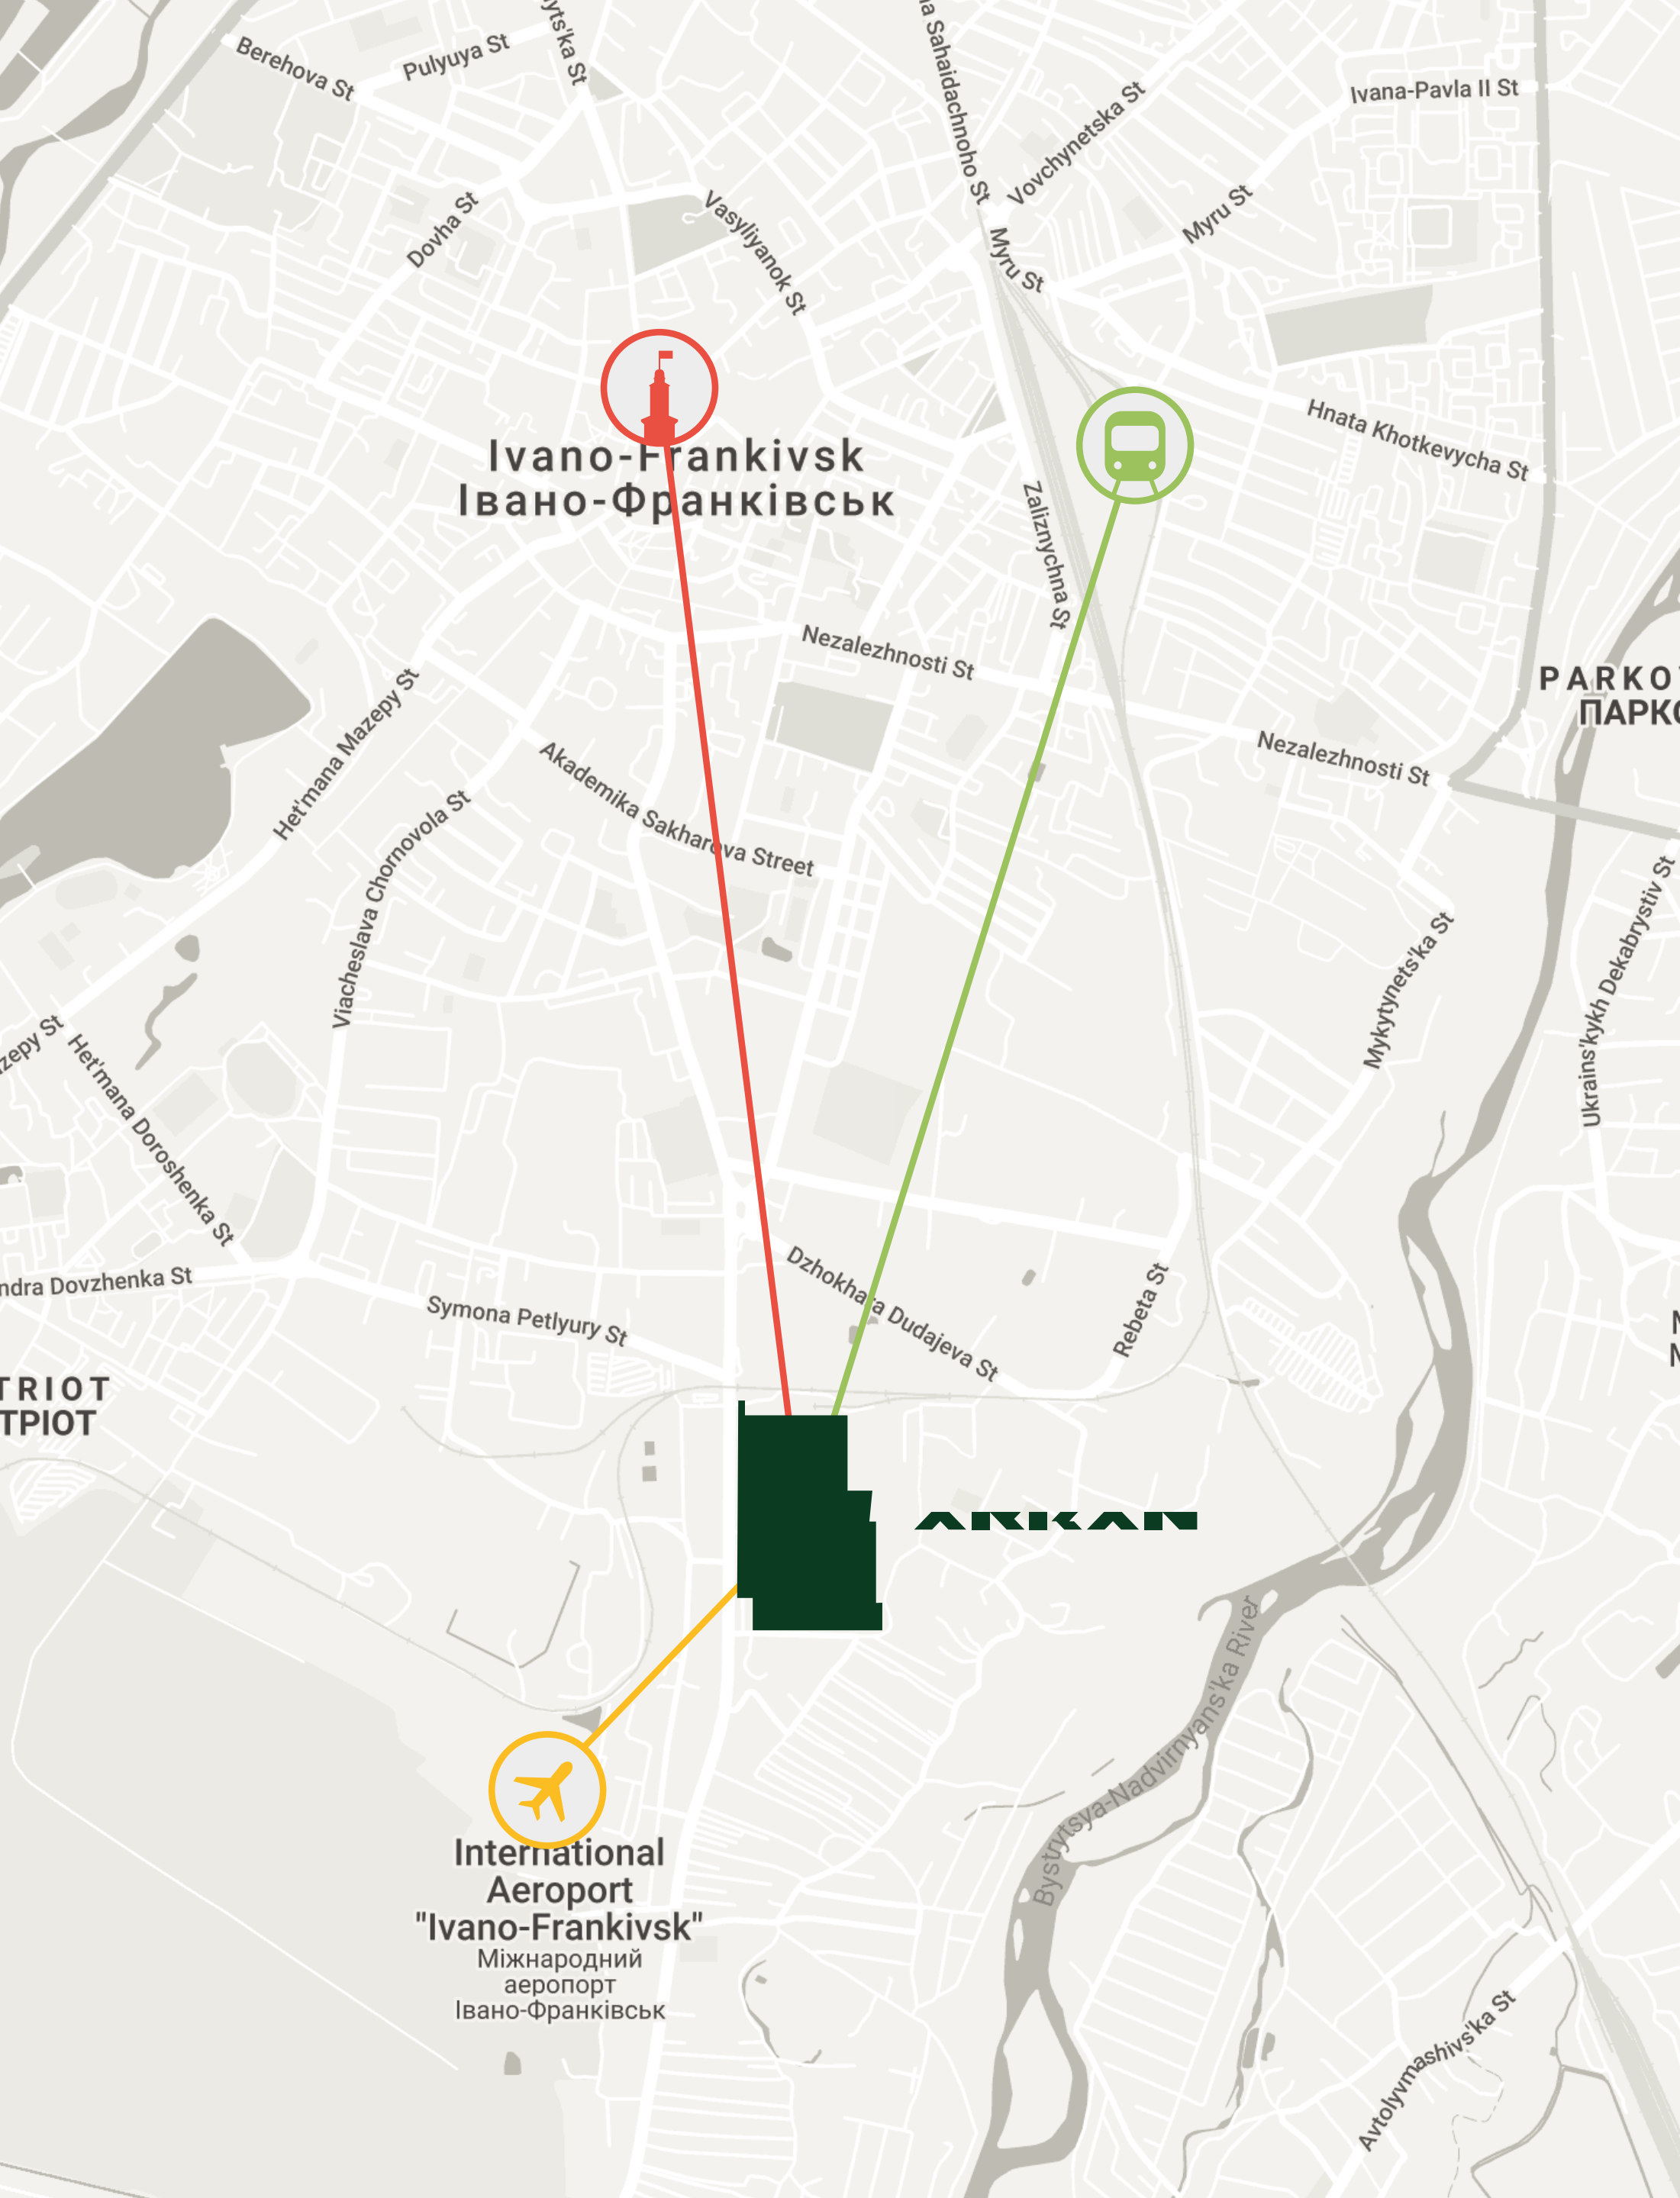 Berehova St
Pulyuya St
Ivana-Pavla II St
Vovchynetska St
Sahaidachnoho St
Myru St
Dovha St
Vasyliyanok St
Myru St
Hnata Khotkevycha St
Ivano-Frankivsk
Івано-Франківськ
Zaliznychna St
Nezalezhnosti St
Het'mana Mazepy St
Nezalezhnosti St
Akademika Sakharova Street
Viacheslava Chornovola St
Mykytynets'ka St
Ukrains'kykh Dekabrystiv St
Het'mana Doroshenka St
Dovzhenka St
Symona Petlyury St
Dzhokhara Dudajeva St
Rebeta St
ARKAN
Bystrytsya-Nadvirnyans'ka River
International
Aeroport
"Ivano-Frankivsk"
Міжнародний
аеропорт
Івано-Франківськ
Avtolyvmashivs'ka St